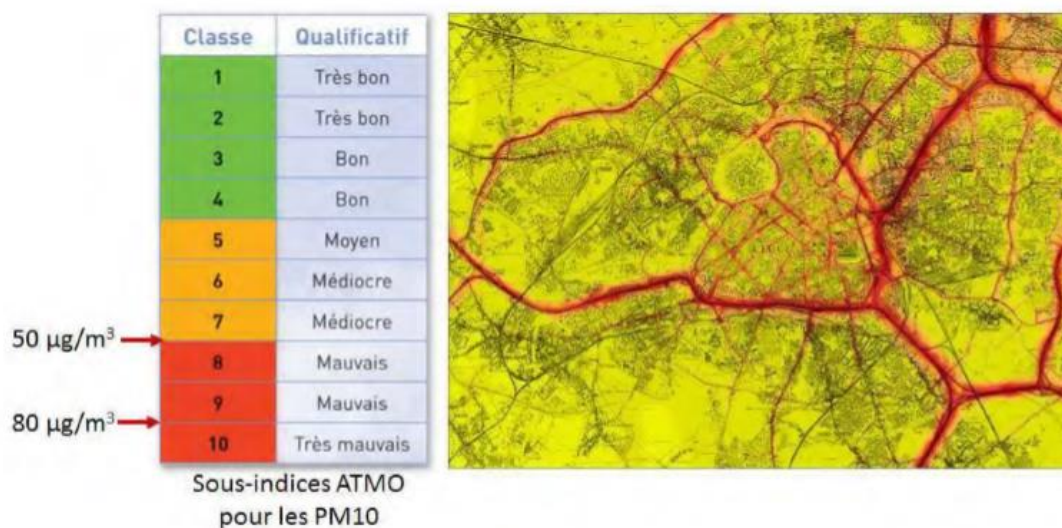 Classe Qualificatif
1 Très bon
2 Très bon
3 Bon
4 Bon
5 Moyen
6 Médiocre
7 Médiocre
50 µg/m³
8 Mauvais
9 Mauvais
80 µg/m³
10 Très mauvais
Sous-indices ATMO
pour les PM10